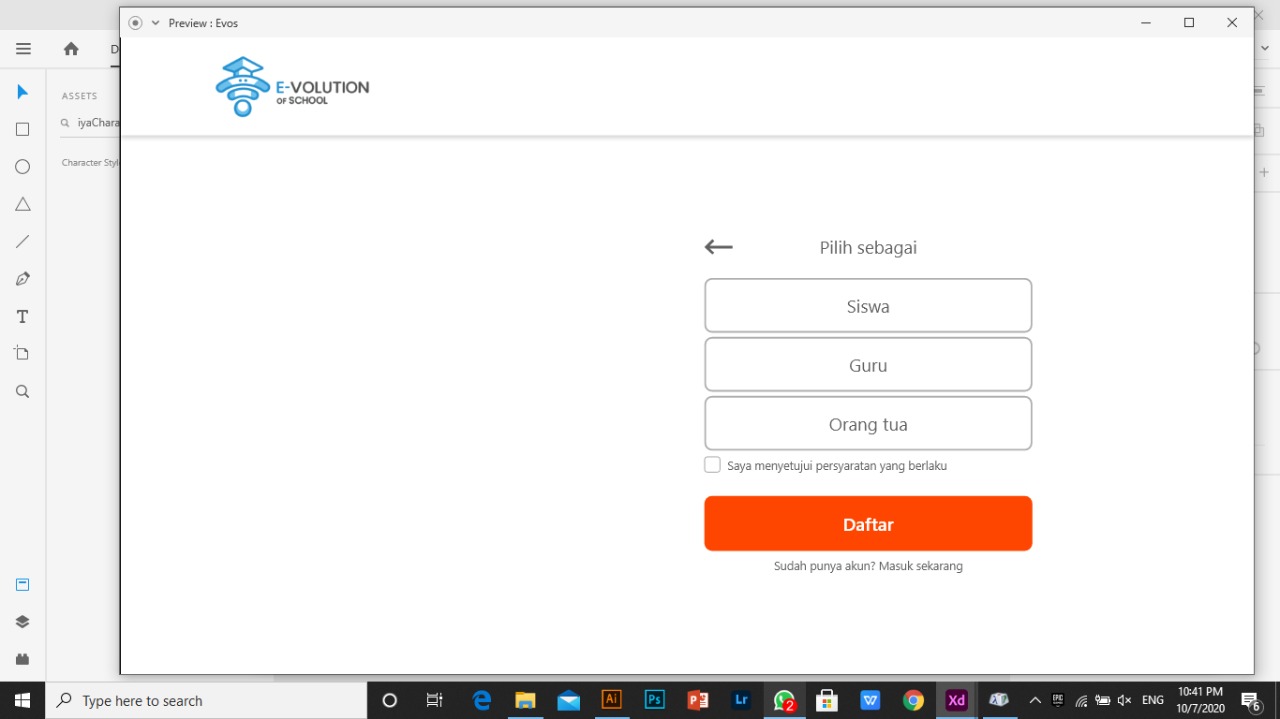 Preview : Evos
D
ASSETS
iyaChara
Character Styl
E-VOLUTION
OF SCHOOL
Pilih sebagai
Siswa
Guru
Orang tua
Saya menyetujui persyaratan yang berlaku
Daftar
Sudah punya akun? Masuk sekarang
Type here to search
Ai
Ps
P
Lr
2
W
Xd
EPIC
ENG
10:41 PM
10/7/2020
6